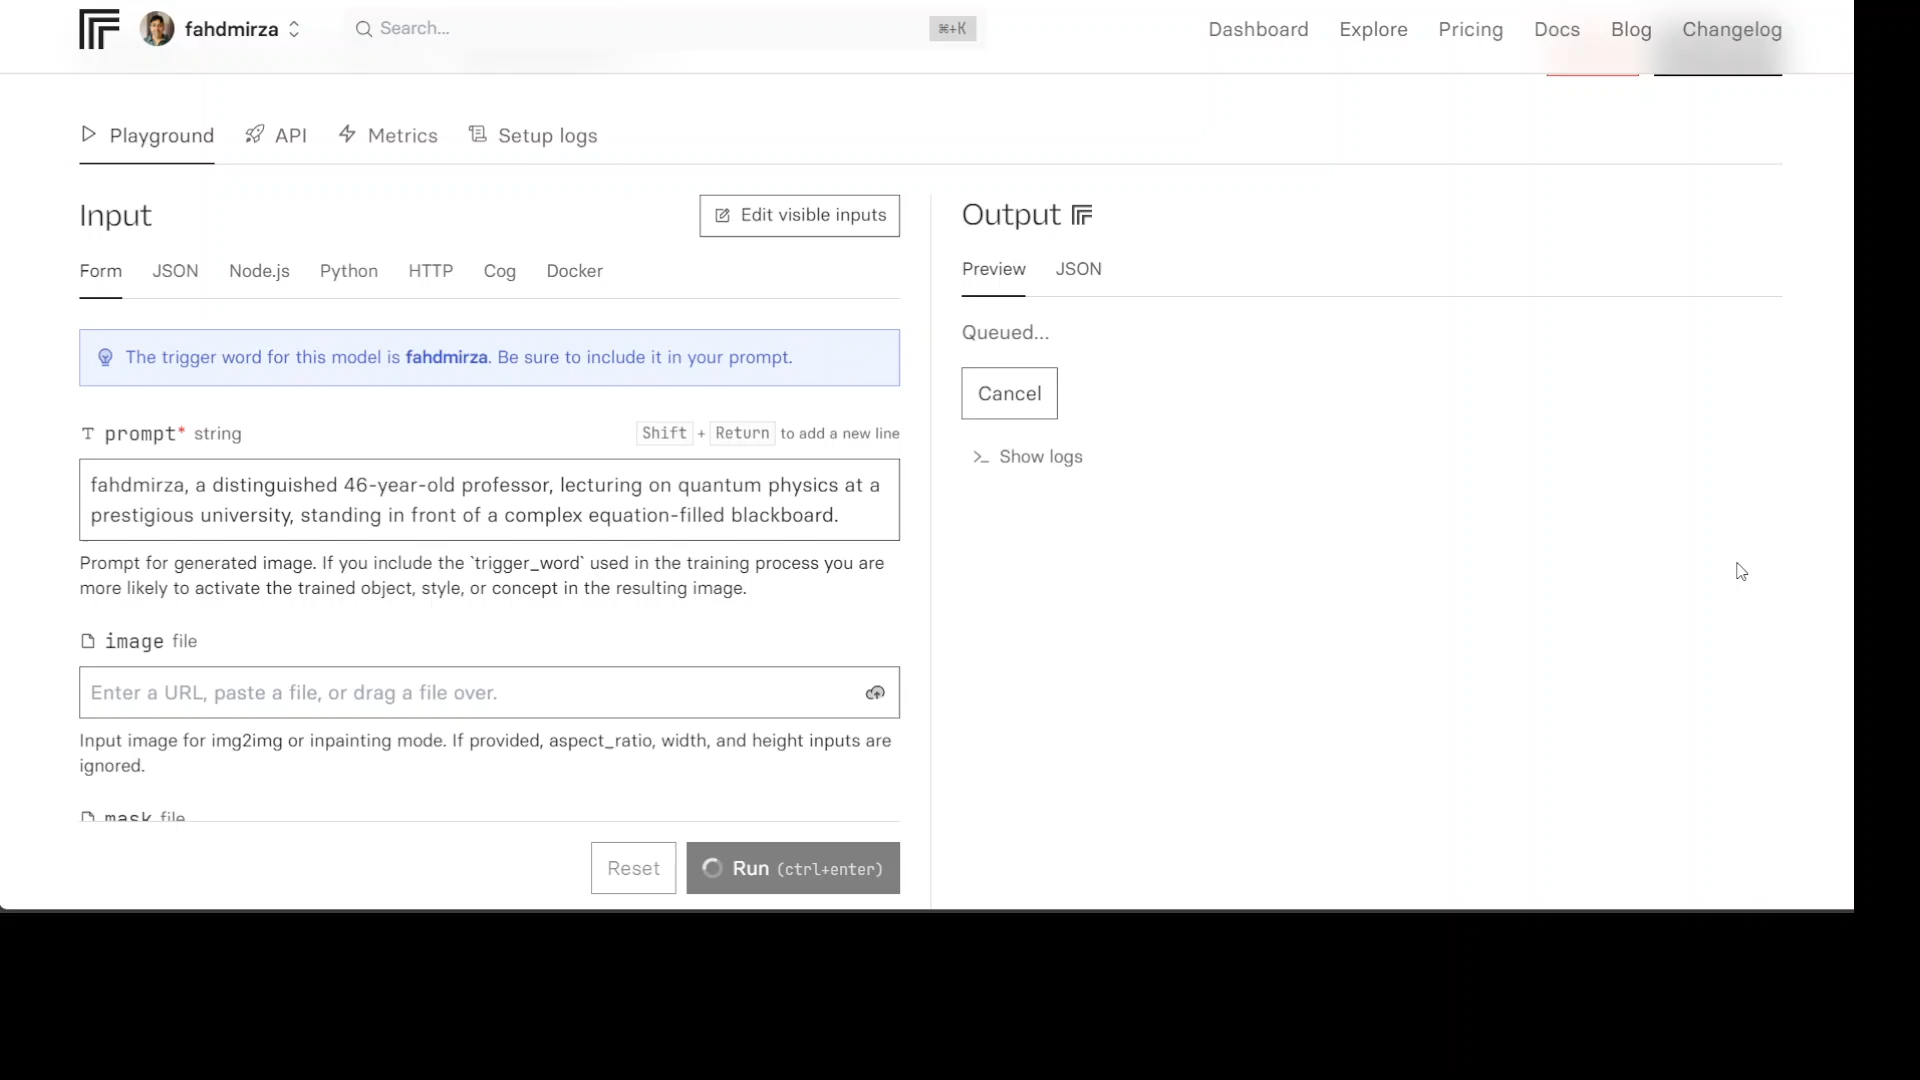 fahdmirza
Search...
⌘+K
Dashboard
Explore
Pricing
Docs
Blog
Changelog
Playground
API
Metrics
Setup logs
Input
Edit visible inputs
Form
JSON
Node.js
Python
HTTP
Cog
Docker
The trigger word for this model is fahdmirza. Be sure to include it in your prompt.
T prompt* string
Shift + Return to add a new line
fahdmirza, a distinguished 46-year-old professor, lecturing on quantum physics at a
prestigious university, standing in front of a complex equation-filled blackboard.
Prompt for generated image. If you include the `trigger_word` used in the training process you are
more likely to activate the trained object, style, or concept in the resulting image.
image file
Enter a URL, paste a file, or drag a file over.
Input image for img2img or inpainting mode. If provided, aspect_ratio, width, and height inputs are
ignored.
mask file
Reset
Run (ctrl+enter)
Output
Preview
JSON
Queued...
Cancel
>_ Show logs